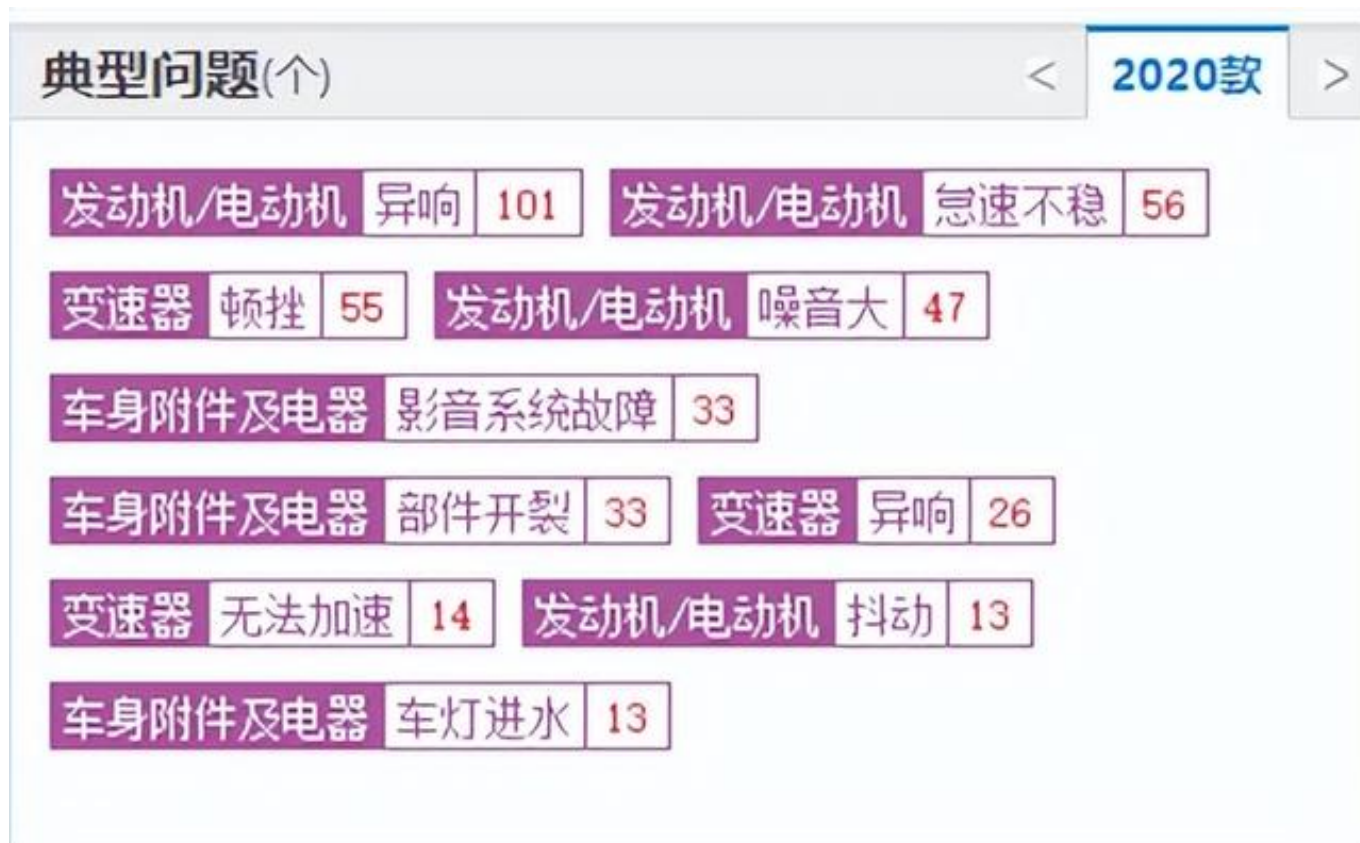 典型问题(个) < 2020款 >
发动机/电动机 异响 101 发动机/电动机 怠速不稳 56
变速器 顿挫 55 发动机/电动机 噪音大 47
车身附件及电器 影音系统故障 33
车身附件及电器 部件开裂 33 变速器 异响 26
变速器 无法加速 14 发动机/电动机 抖动 13
车身附件及电器 车灯进水 13